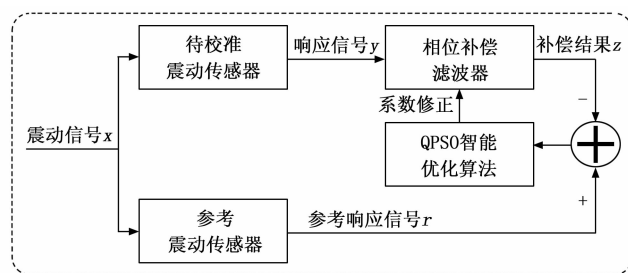 待校准
震动传感器
响应信号y
相位补偿
滤波器
补偿结果z
系数修正
−
震动信号x
QPSO智能
优化算法
+
参考
震动传感器
参考响应信号r